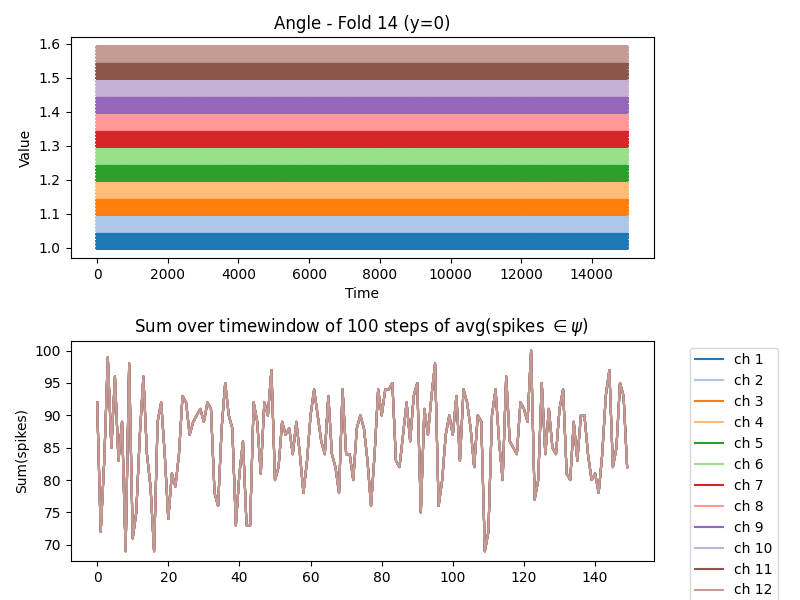 Angle - Fold 14 (y=0)
1.6
1.5
1.4
1.3
1.2
1.1
1.0
Value
0 2000 4000 6000 8000 10000 12000 14000
Time
Sum over timewindow of 100 steps of avg(spikes ∈ ψ)
100
95
90
85
80
75
70
Sum(spikes)
0 20 40 60 80 100 120 140
ch 1
ch 2
ch 3
ch 4
ch 5
ch 6
ch 7
ch 8
ch 9
ch 10
ch 11
ch 12